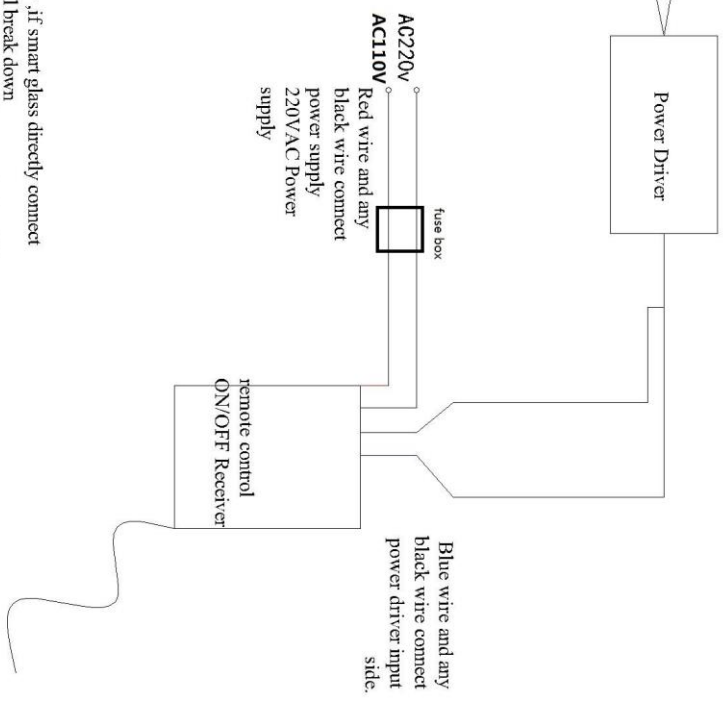 Power Driver
AC220v
AC110V
fuse box
Red wire and any
black wire connect
power supply
220VAC Power
supply
remote control
ON/OFF Receiver
Blue wire and any
black wire connect
power driver input
side.
,if smart glass directly connect
l break down